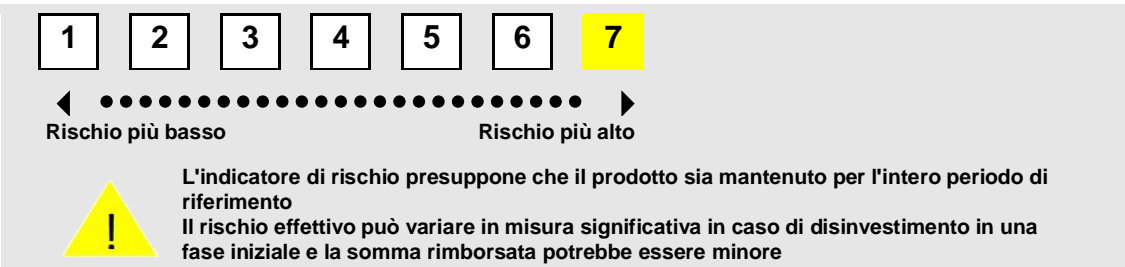 1 2 3 4 5 6 7
Rischio più basso Rischio più alto
L'indicatore di rischio presuppone che il prodotto sia mantenuto per l'intero periodo di
riferimento
Il rischio effettivo può variare in misura significativa in caso di disinvestimento in una
fase iniziale e la somma rimborsata potrebbe essere minore
!